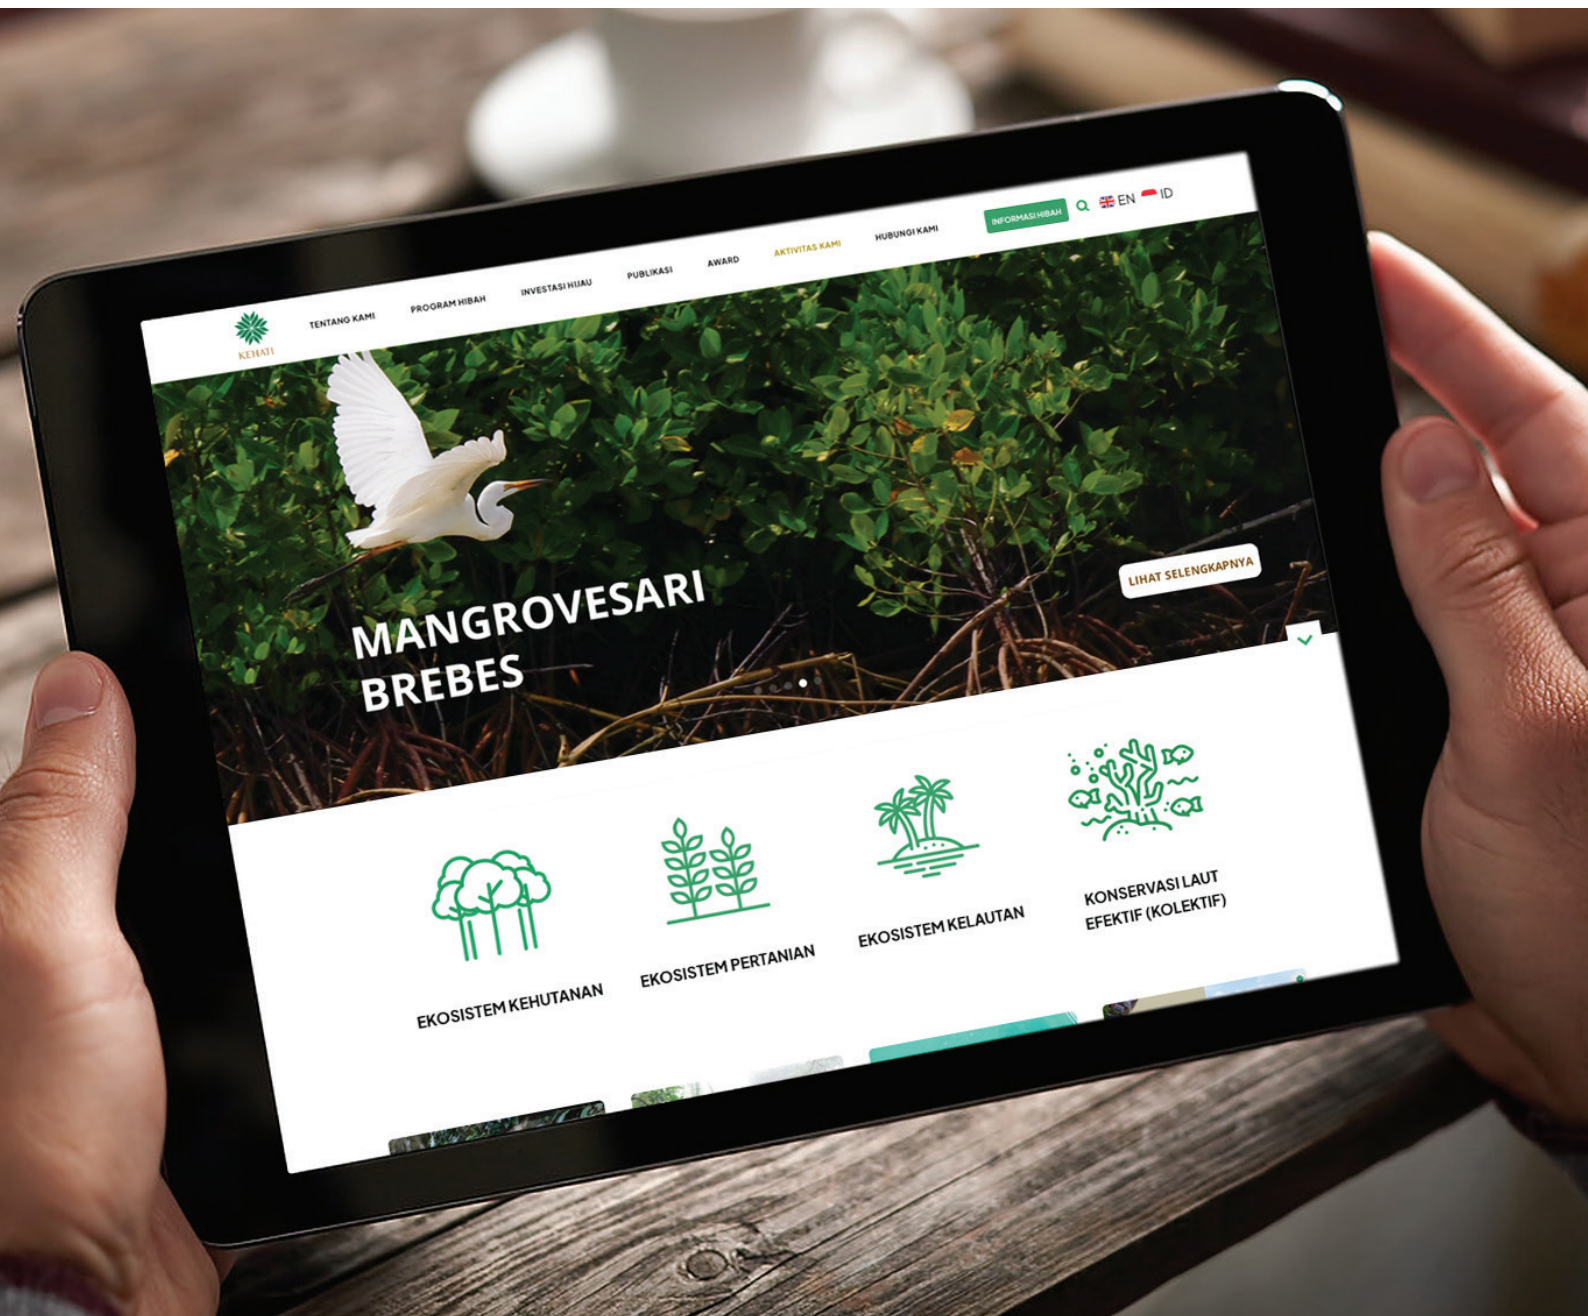 KEHATI
TENTANG KAMI
PROGRAM HIBAH
INVESTASI HIJAU
PUBLIKASI
AWARD
AKTIVITAS KAMI
HUBUNGI KAMI
INFORMASI HIBAH
EN
ID
MANGROVESARI
BREBES
LIHAT SELENGKAPNYA
EKOSISTEM KEHUTANAN
EKOSISTEM PERTANIAN
EKOSISTEM KELAUTAN
KONSERVASI LAUT
EFEKTIF (KOLEKTIF)